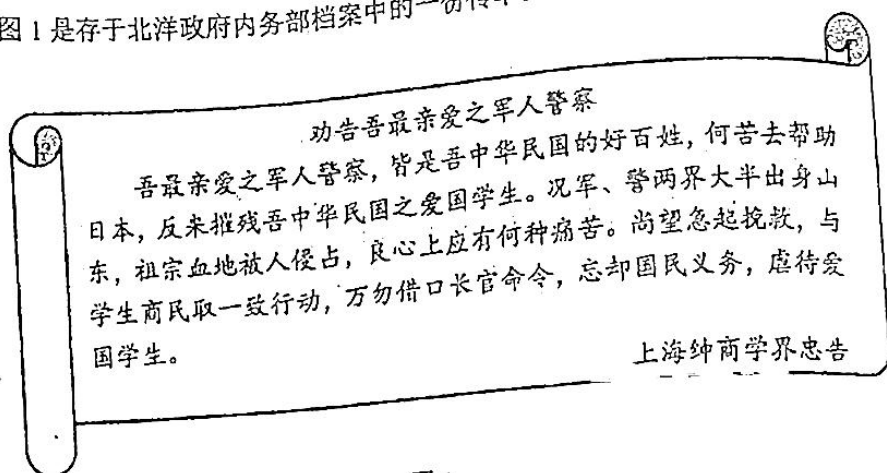 图 1 是存于北洋政府内务部档案中的一份传
劝告吾最亲爱之军人警察
吾最亲爱之军人警察，皆是吾中华民国的好百姓，何苦去帮助
日本，反来摧残吾中华民国之爱国学生。况军、警两界大半出身山
东，祖宗血地被人侵占，良心上应有何种痛苦。尚望急起挽救，与
学生商民取一致行动，万勿借口长官命令，忘却国民义务，虐待爱
国学生。
上海绅商学界忠告